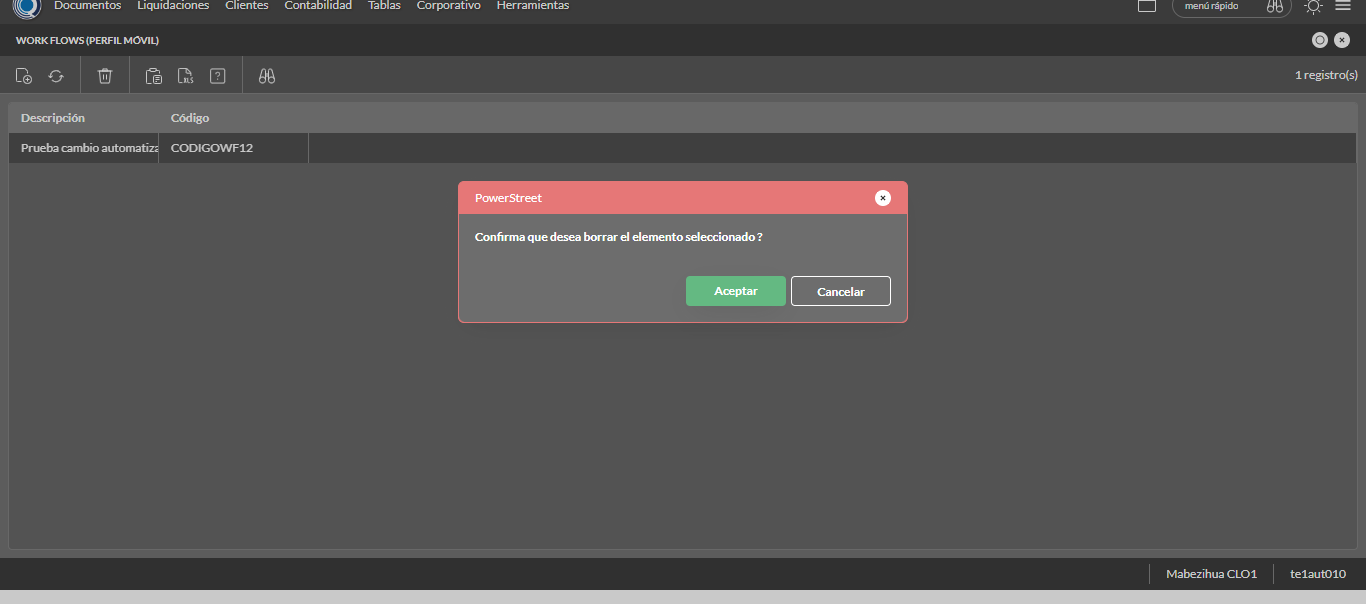 Documentos Liquidaciones Clientes Contabilidad Tablas Corporativo Herramientas menú rápido
WORK FLOWS (PERFIL MÓVIL)
XLS ? 1 registro(s)
Descripción Código
Prueba cambio automatiza CODIGOWF12
PowerStreet
Confirma que desea borrar el elemento seleccionado ?
Aceptar Cancelar
Mabezihua CLO1 te1aut010